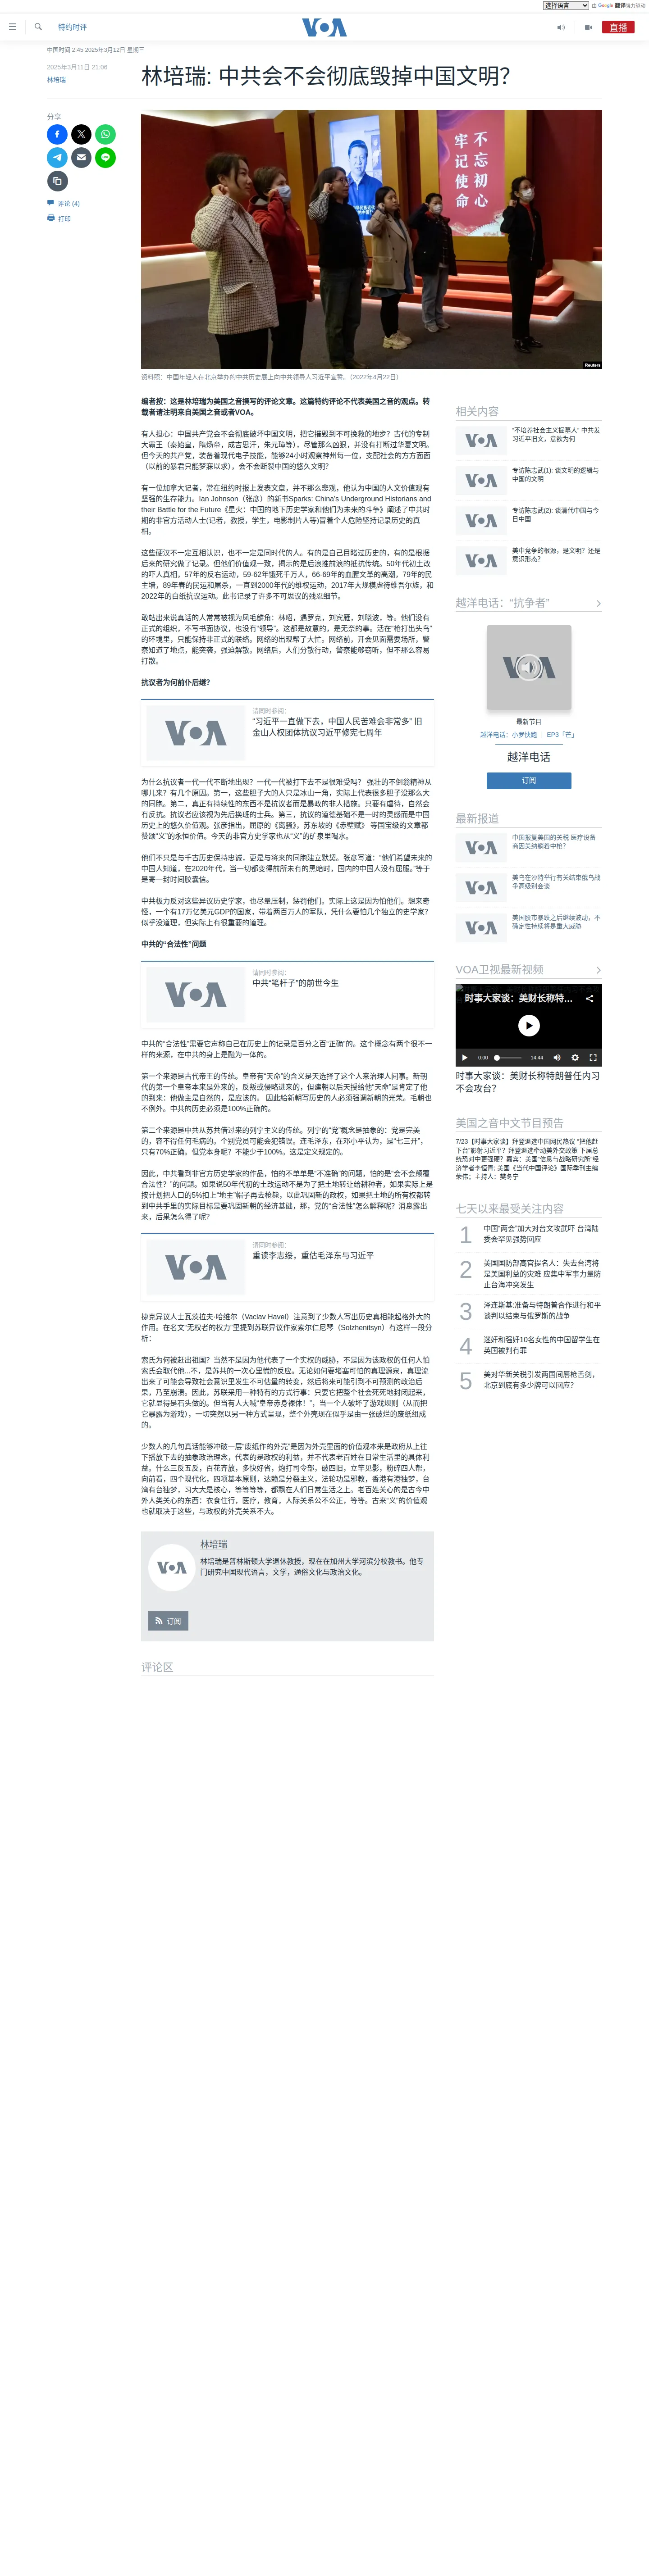 选择语言
由 Google 翻译强力驱动
特约时评
VOA
直播
中国时间 2:45 2025年3月12日 星期三
2025年3月11日 21:06
林培瑞
林培瑞: 中共会不会彻底毁掉中国文明?
分享
评论 (4)
打印
不忘初心
牢记使命
Reuters
资料照：中国年轻人在北京举办的中共历史展上向中共领导人习近平宣誓。（2022年4月22日）
编者按：这是林培瑞为美国之音撰写的评论文章。这篇特约评论不代表美国之音的观点。转
载者请注明来自美国之音或者VOA。
有人担心：中国共产党会不会彻底破坏中国文明，把它摧毁到不可挽救的地步？古代的专制
大霸王（秦始皇，隋炀帝，成吉思汗，朱元璋等），尽管那么凶狠，并没有打断过华夏文明。
但今天的共产党，装备着现代电子技能，能够24小时观察神州每一位，支配社会的方方面面
（以前的暴君只能梦寐以求），会不会断裂中国的悠久文明？
有一位加拿大记者，常在纽约时报上发表文章，并不那么悲观，他认为中国的人文价值观有
坚强的生存能力。Ian Johnson（张彦）的新书Sparks: China's Underground Historians and
their Battle for the Future《星火：中国的地下历史学家和他们为未来的斗争》阐述了中共时
期的非官方活动人士(记者，教授，学生，电影制片人等)冒着个人危险坚持记录历史的真
相。
这些硬汉不一定互相认识，也不一定是同时代的人。有的是自己目睹过历史的，有的是根据
后来的研究做了记录。但他们价值观一致，揭示的是后浪推前浪的抵抗传统。50年代初土改
的吓人真相，57年的反右运动，59-62年饿死千万人，66-69年的血腥文革的高潮，79年的民
主墙，89年春的民运和屠杀，一直到2000年代的维权运动，2017年大规模虐待维吾尔族，和
2022年的白纸抗议运动。此书记录了许多不可思议的残忍细节。
敢站出来说真话的人常常被视为凤毛麟角：林昭，遇罗克，刘宾雁，刘晓波，等。他们没有
正式的组织，不写书面协议，也没有“领导”。这都是故意的，是无奈的事。活在“枪打出头鸟”
的环境里，只能保持非正式的联络。网络的出现帮了大忙。网络前，开会见面需要场所，警
察知道了地点，能突袭，强迫解散。网络后，人们分散行动，警察能够窃听，但不那么容易
打散。
抗议者为何前仆后继?
请同时参阅：
“习近平一直做下去，中国人民苦难会非常多” 旧
金山人权团体抗议习近平修宪七周年
为什么抗议者一代一代不断地出现？一代一代被打下去不是很难受吗？ 强壮的不倒翁精神从
哪儿来？有几个原因。第一，这些胆子大的人只是冰山一角，实际上代表很多胆子没那么大
的同胞。第二，真正有持续性的东西不是抗议者而是暴政的非人措施。只要有虐待，自然会
有反抗。抗议者应该视为先后换班的士兵。第三，抗议的道德基础不是一时的灵感而是中国
历史上的悠久价值观。张彦指出，屈原的《离骚》，苏东坡的《赤壁赋》 等国宝级的文章都
赞颂“义”的永恒价值。今天的非官方史学家也从“义”的矿泉里喝水。
他们不只是与千古历史保持忠诚，更是与将来的同胞建立默契。张彦写道：“他们希望未来的
中国人知道，在2020年代，当一切都变得前所未有的黑暗时，国内的中国人没有屈服。”等于
是寄一封时间胶囊信。
中共极力反对这些异议历史学家，也尽量压制，惩罚他们。实际上这是因为怕他们。想来奇
怪，一个有17万亿美元GDP的国家，带着两百万人的军队，凭什么要怕几个独立的史学家？
似乎没道理，但实际上有很重要的道理。
中共的“合法性”问题
请同时参阅：
中共“笔杆子”的前世今生
中共的“合法性”需要它声称自己在历史上的记录是百分之百“正确”的。这个概念有两个很不一
样的来源，在中共的身上是融为一体的。
第一个来源是古代帝王的传统。皇帝有“天命”的含义是天选择了这个人来治理人间事。新朝
代的第一个皇帝本来是外来的，反叛或侵略进来的，但建朝以后天授给他“天命”是肯定了他
的到来：他做主是自然的，是应该的。 因此給新朝写历史的人必须强调新朝的光荣。毛朝也
不例外。中共的历史必须是100%正确的。
第二个来源是中共从苏共借过来的列宁主义的传统。列宁的“党”概念是抽象的：党是完美
的，容不得任何毛病的。个别党员可能会犯错误。连毛泽东，在邓小平认为，是“七三开”，
只有70%正确。但党本身呢？不能少于100%。这是定义规定的。
因此，中共看到非官方历史学家的作品，怕的不单单是“不准确”的问题，怕的是“会不会颠覆
合法性？”的问题。如果说50年代初的土改运动不是为了把土地转让给耕种者，如果实际上是
按计划把人口的5%扣上“地主”帽子再去枪毙，以此巩固新的政权，如果把土地的所有权都转
到中共手里的实际目标是要巩固新朝的经济基础，那，党的“合法性”怎么解释呢？消息露出
来，后果怎么得了呢？
请同时参阅：
重读李志绥，重估毛泽东与习近平
捷克异议人士瓦茨拉夫·哈维尔（Vaclav Havel）注意到了少数人写出历史真相能起格外大的
作用。在名文“无权者的权力”里提到苏联异议作家索尔仁尼琴（Solzhenitsyn）有这样一段分
析：
索氏为何被赶出祖国？当然不是因为他代表了一个实权的威胁，不是因为该政权的任何人怕
索氏会取代他...不，是苏共的一次心里慌的反应。无论如何要堵塞可怕的真理源泉，真理流
出来了可能会导致社会意识里发生不可估量的转变，然后将来可能引到不可预测的政治后
果，乃至崩溃。因此，苏联采用一种特有的方式行事：只要它把整个社会死死地封闭起来，
它就显得是石头做的。但当有人大喊“皇帝赤身裸体！”，当一个人破坏了游戏规则（从而把
它暴露为游戏），一切突然以另一种方式呈现，整个外壳现在似乎是由一张破烂的废纸组成
的。
少数人的几句真话能够冲破一层“废纸作的外壳”是因为外壳里面的价值观本来是政府从上往
下播放下去的抽象政治理念，代表的是政权的利益，并不代表老百姓在日常生活里的具体利
益。什么三反五反，百花齐放，多快好省，炮打司令部，破四旧，立竿见影，粉碎四人帮，
向前看，四个现代化，四项基本原则，达赖是分裂主义，法轮功是邪教，香港有港独梦，台
湾有台独梦，习大大是核心，等等等等，都飘在人们日常生活之上。老百姓关心的是古今中
外人类关心的东西：衣食住行，医疗，教育，人际关系公不公正，等等。古来“义”的价值观
也就取决于这些，与政权的外壳关系不大。
林培瑞
林培瑞是普林斯顿大学退休教授，现在在加州大学河滨分校教书。他专
门研究中国现代语言，文学，通俗文化与政治文化。
订阅
评论区
相关内容
“不培养社会主义掘墓人” 中共发
习近平旧文，意欲为何
专访陈志武(1): 谈文明的逻辑与
中国的文明
专访陈志武(2): 谈清代中国与今
日中国
美中竞争的根源，是文明？还是
意识形态？
越洋电话：“抗争者”
最新节目
越洋电话：小罗快跑 ｜ EP3「芒」
越洋电话
订阅
最新报道
中国报复美国的关税 医疗设备
商因美纳躺着中枪?
美乌在沙特举行有关结束俄乌战
争高级别会谈
美国股市暴跌之后继续波动，不
确定性持续将是重大威胁
VOA卫视最新视频
时事大家谈：美财长称特...
0:00
14:44
时事大家谈：美财长称特朗普任内习
不会攻台？
美国之音中文节目预告
7/23【时事大家谈】拜登退选中国网民热议 “把他赶
下台”影射习近平？拜登退选牵动美外交政策 下届总
统恐对中更强硬？嘉宾：美国“信息与战略研究所”经
济学者李恒青; 美国《当代中国评论》国际季刊主编
荣伟；主持人：樊冬宁
七天以来最受关注内容
1
中国“两会”加大对台文攻武吓 台湾陆
委会罕见强势回应
2
美国国防部高官提名人：失去台湾将
是美国利益的灾难 应集中军事力量防
止台海冲突发生
3
泽连斯基:准备与特朗普合作进行和平
谈判以结束与俄罗斯的战争
4
迷奸和强奸10名女性的中国留学生在
英国被判有罪
5
美对华新关税引发两国间唇枪舌剑，
北京到底有多少牌可以回应？